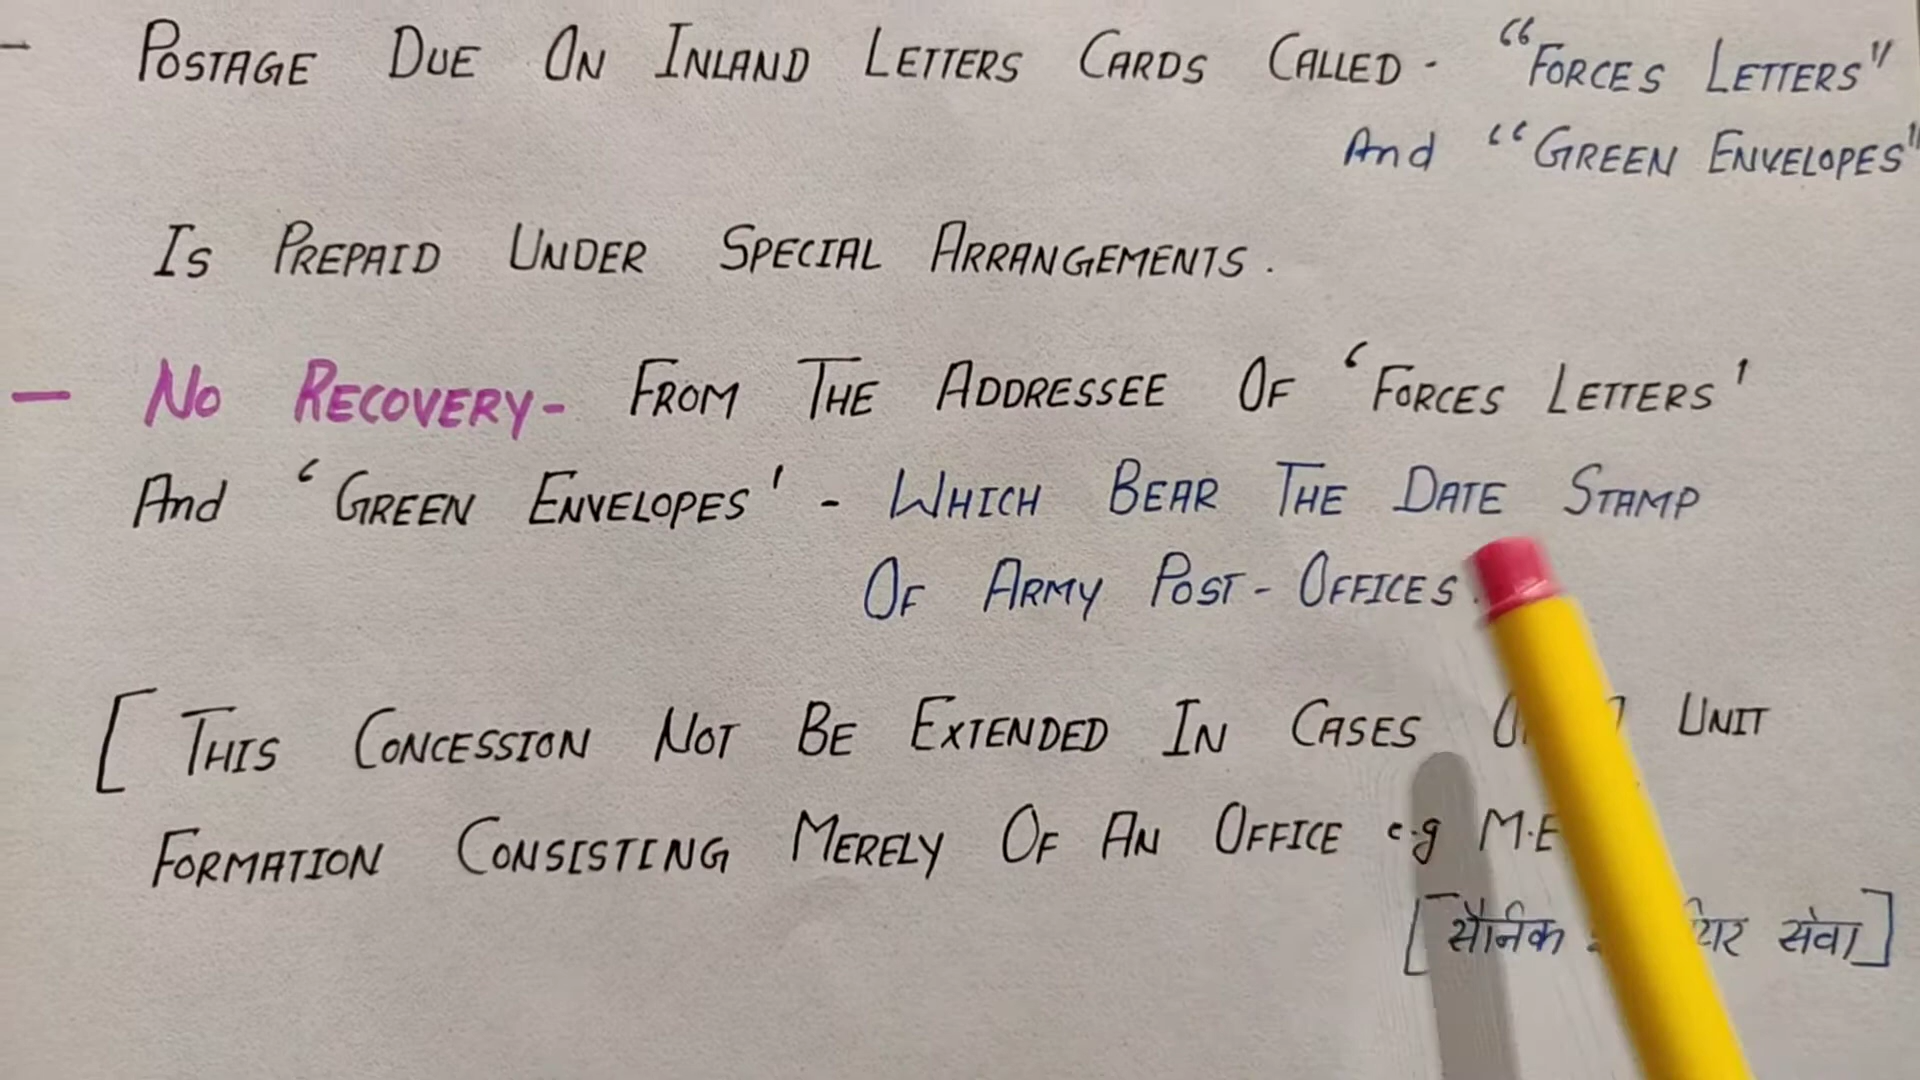 - POSTAGE DUE ON INLAND LETTERS CARDS CALLED - "FORCES LETTERS"
And "GREEN ENVELOPES"
IS PREPAID UNDER SPECIAL ARRANGEMENTS.
- NO RECOVERY - FROM THE ADDRESSEE OF 'FORCES LETTERS'
And 'GREEN ENVELOPES' - WHICH BEAR THE DATE STAMP
OF ARMY POST-OFFICES.
[ THIS CONCESSION NOT BE EXTENDED IN CASES UNIT
FORMATION CONSISTING MERELY OF AN OFFICE e.g M.E
[सैनिक सेवा]